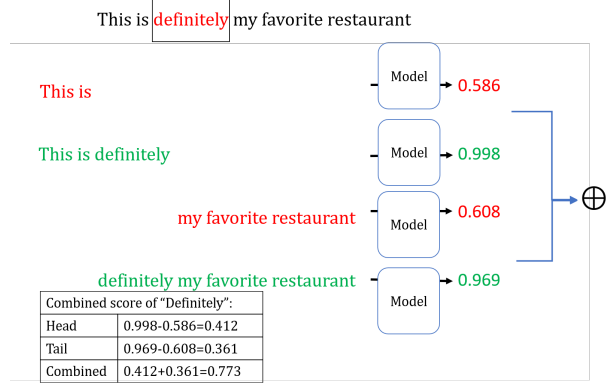 This is definitely my favorite restaurant
This is
Model
0.586
This is definitely
Model
0.998
my favorite restaurant
Model
0.608
definitely my favorite restaurant
Model
0.969
Combined score of “Definitely”:
Head 0.998-0.586=0.412
Tail 0.969-0.608=0.361
Combined 0.412+0.361=0.773